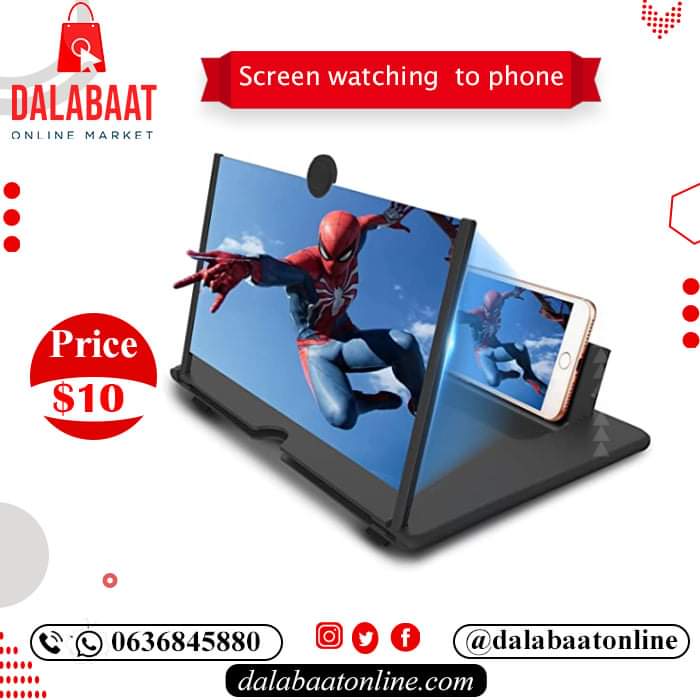 DALABAAT
ONLINE MARKET
Screen watching to phone
Price
$10
0636845880
@dalabaatonline
dalabaatonline.com